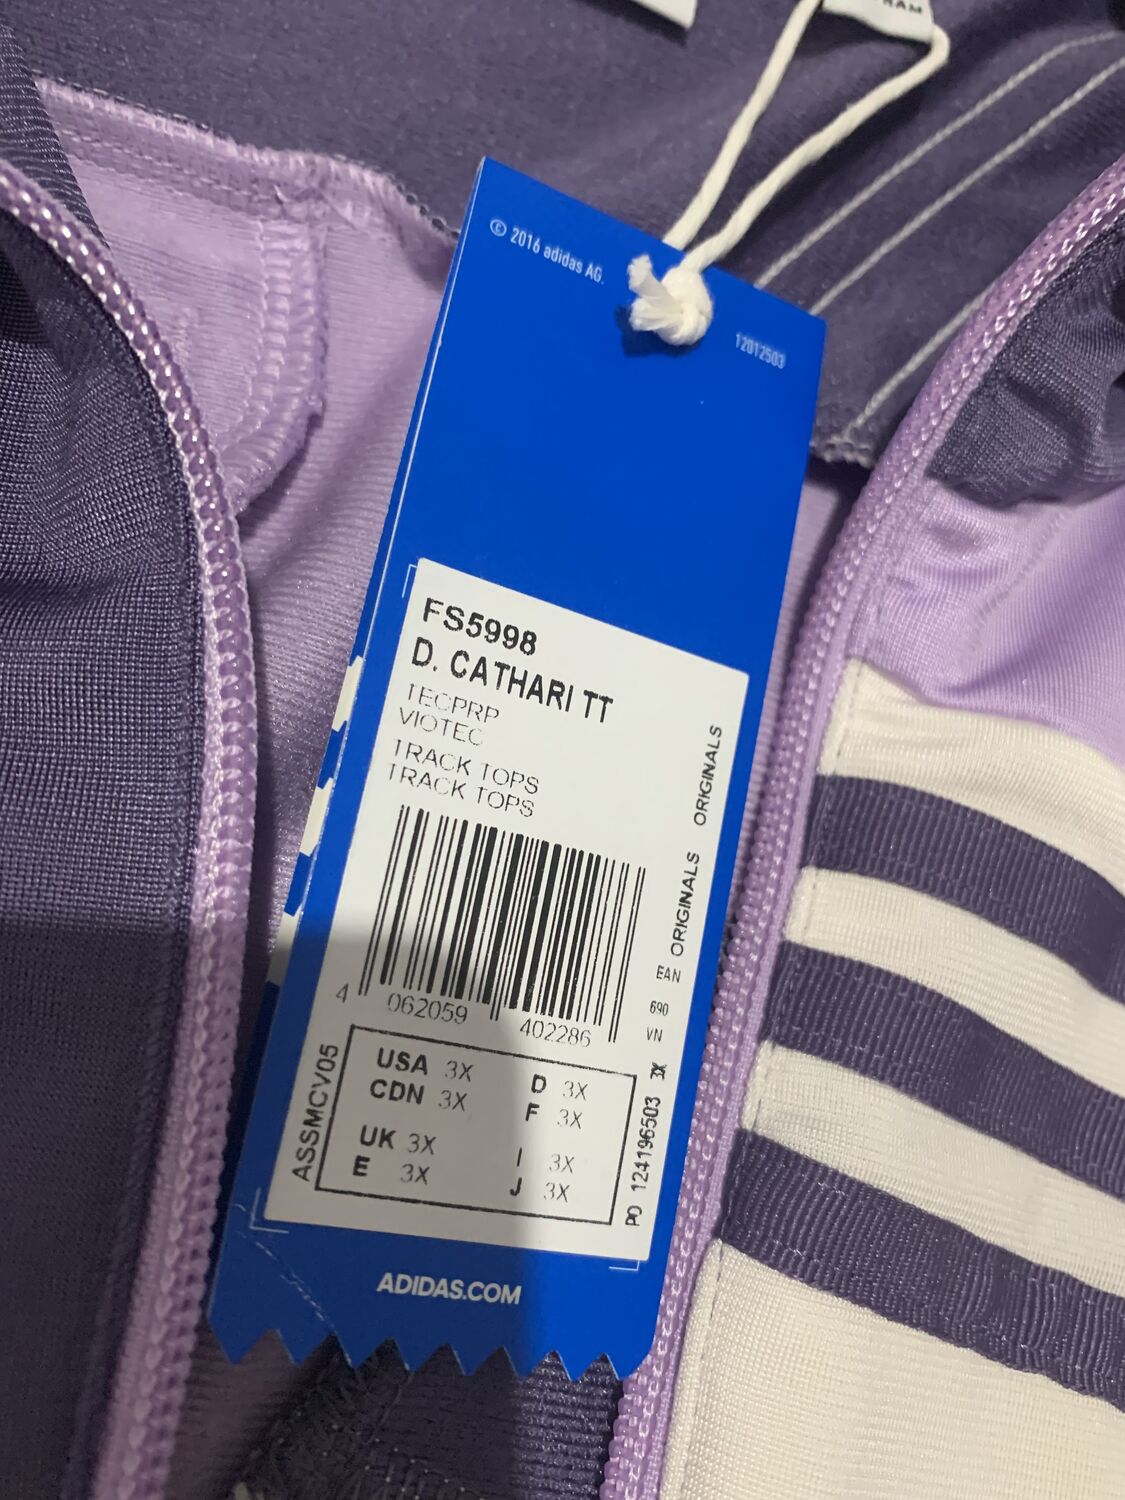 © 2016 adidas AG.
12012503
FS5998
D. CATHARI TT
TECPRP
VIOTEC
TRACK TOPS
TRACK TOPS
ORIGINALS
ORIGINALS
EAN
690
VN
4 062059 402286
USA 3X
CDN 3X
UK 3X
E 3X
D 3X
F 3X
I 3X
J 3X
ASSMCV05
PO 124196503 3X
ADIDAS.COM